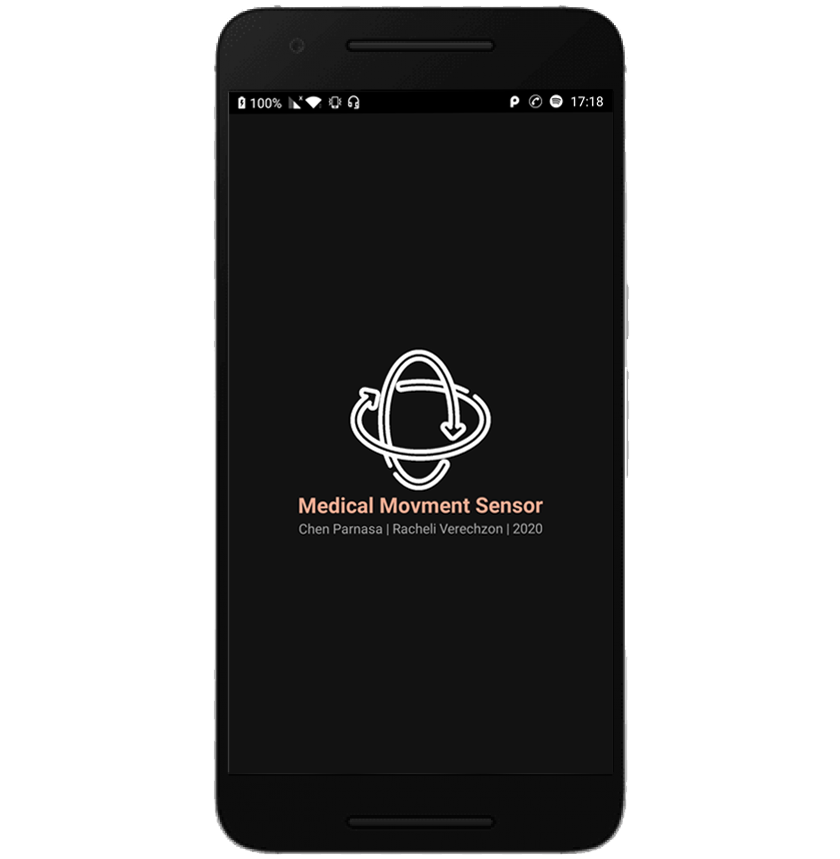 100% 17:18
Medical Movment Sensor
Chen Parnasa | Racheli Verechzon | 2020